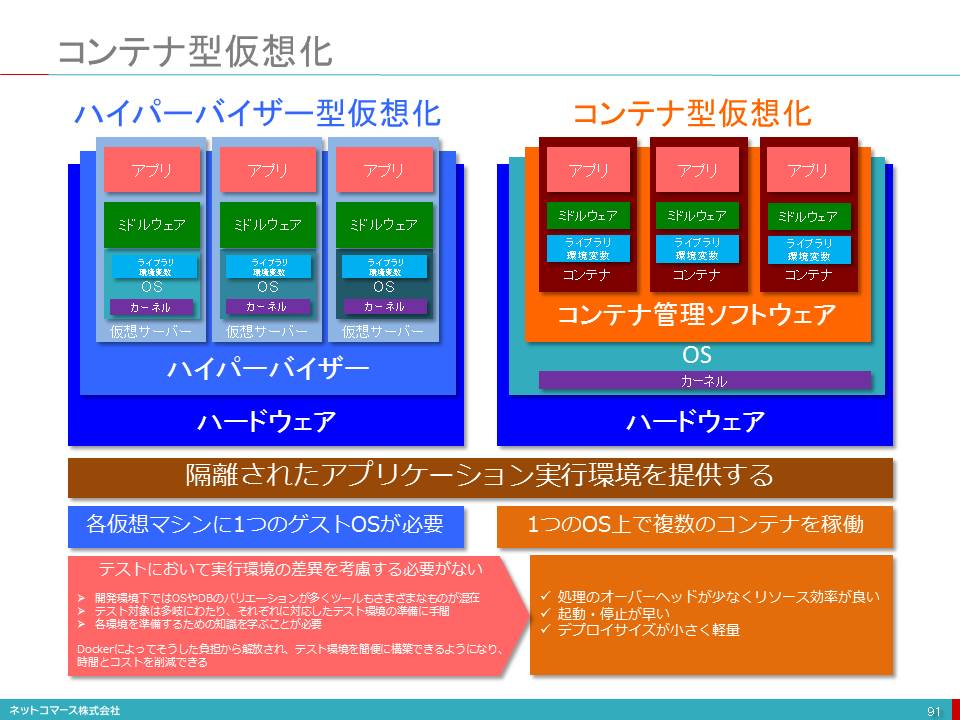 コンテナ型仮想化
ハイパーバイザー型仮想化
アプリ
アプリ
アプリ
ミドルウェア
ミドルウェア
ミドルウェア
ライブラリ
環境変数
ライブラリ
環境変数
ライブラリ
環境変数
OS
OS
OS
カーネル
カーネル
カーネル
仮想サーバー
仮想サーバー
仮想サーバー
ハイパーバイザー
ハードウェア
コンテナ型仮想化
アプリ
アプリ
アプリ
ミドルウェア
ミドルウェア
ミドルウェア
ライブラリ
環境変数
ライブラリ
環境変数
ライブラリ
環境変数
コンテナ
コンテナ
コンテナ
コンテナ管理ソフトウェア
OS
カーネル
ハードウェア
隔離されたアプリケーション実行環境を提供する
各仮想マシンに1つのゲストOSが必要
1つのOS上で複数のコンテナを稼働
テストにおいて実行環境の差異を考慮する必要がない
➢ 開発環境下ではOSやDBのバリエーションが多くツールもさまざまなものが混在
➢ テスト対象は多岐にわたり、それぞれに対応したテスト環境の準備に手間
➢ 各環境を準備するための知識を学ぶことが必要
Dockerによってそうした負担から解放され、テスト環境を簡便に構築できるようになり、
時間とコストを削減できる
✓ 処理のオーバーヘッドが少なくリソース効率が良い
✓ 起動・停止が早い
✓ デプロイサイズが小さく軽量
ネットコマース株式会社
91